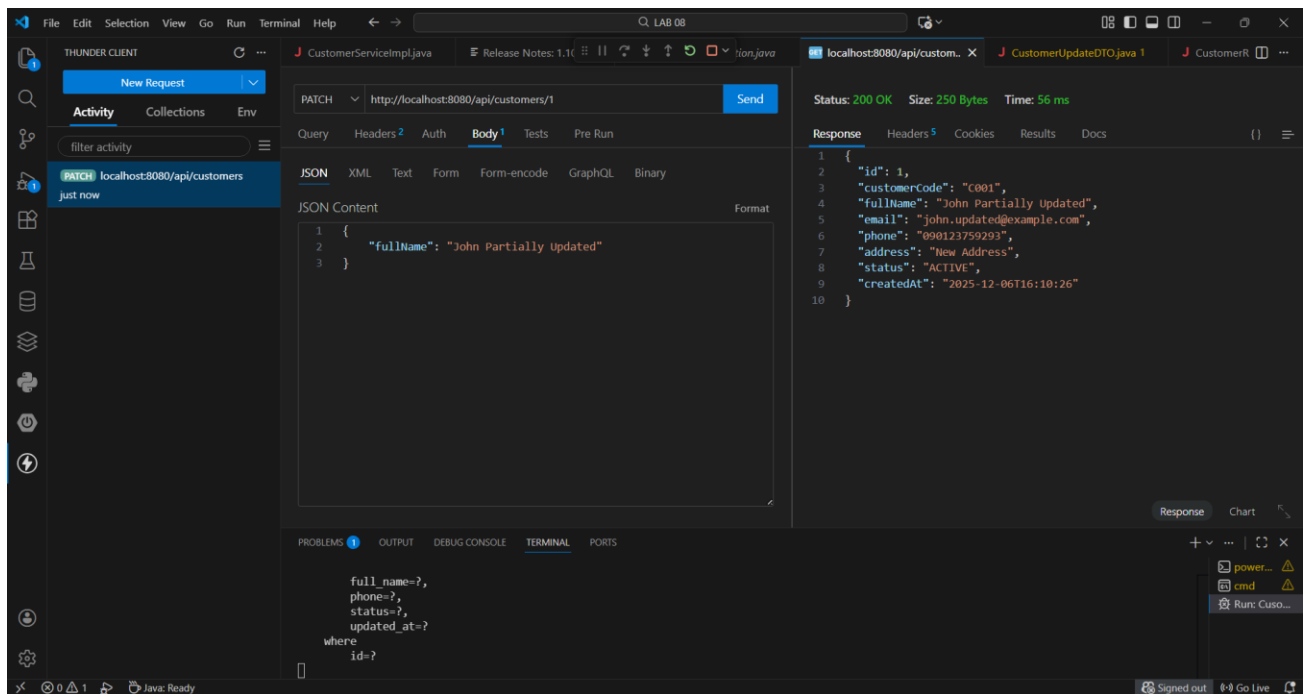 File Edit Selection View Go Run Terminal Help
LAB 08
THUNDER CLIENT
New Request
Activity Collections Env
filter activity
PATCH localhost:8080/api/customers
just now
J CustomerServiceImpl.java
Release Notes: 1.10
tion.java
PATCH http://localhost:8080/api/customers/1 Send
Query Headers 2 Auth Body 1 Tests Pre Run
JSON XML Text Form Form-encode GraphQL Binary
JSON Content Format
1 {
2 "fullName": "John Partially Updated"
3 }
GET localhost:8080/api/custom.. J CustomerUpdateDTO.java 1 J CustomerR
Status: 200 OK Size: 250 Bytes Time: 56 ms
Response Headers 5 Cookies Results Docs {}
1 {
2 "id": 1,
3 "customerCode": "C001",
4 "fullName": "John Partially Updated",
5 "email": "john.updated@example.com",
6 "phone": "090123759293",
7 "address": "New Address",
8 "status": "ACTIVE",
9 "createdAt": "2025-12-06T16:10:26"
10 }
Response Chart
PROBLEMS 1 OUTPUT DEBUG CONSOLE TERMINAL PORTS
full_name=?,
phone=?,
status=?,
updated_at=?
where
id=?
power...
cmd
Run: Cuso...
0 1 Java: Ready
Signed out Go Live